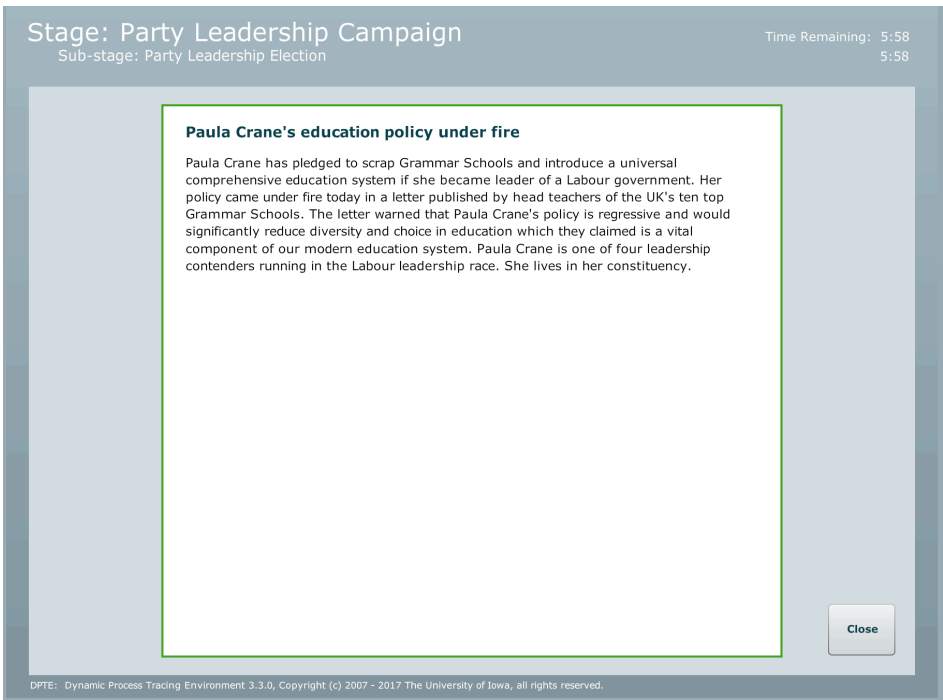 Stage: Party Leadership Campaign
Sub-stage: Party Leadership Election
Time Remaining: 5:58
5:58
Paula Crane's education policy under fire
Paula Crane has pledged to scrap Grammar Schools and introduce a universal
comprehensive education system if she became leader of a Labour government. Her
policy came under fire today in a letter published by head teachers of the UK's ten top
Grammar Schools. The letter warned that Paula Crane's policy is regressive and would
significantly reduce diversity and choice in education which they claimed is a vital
component of our modern education system. Paula Crane is one of four leadership
contenders running in the Labour leadership race. She lives in her constituency.
Close
DPTE: Dynamic Process Tracing Environment 3.3.0, Copyright (c) 2007 - 2017 The University of Iowa, all rights reserved.